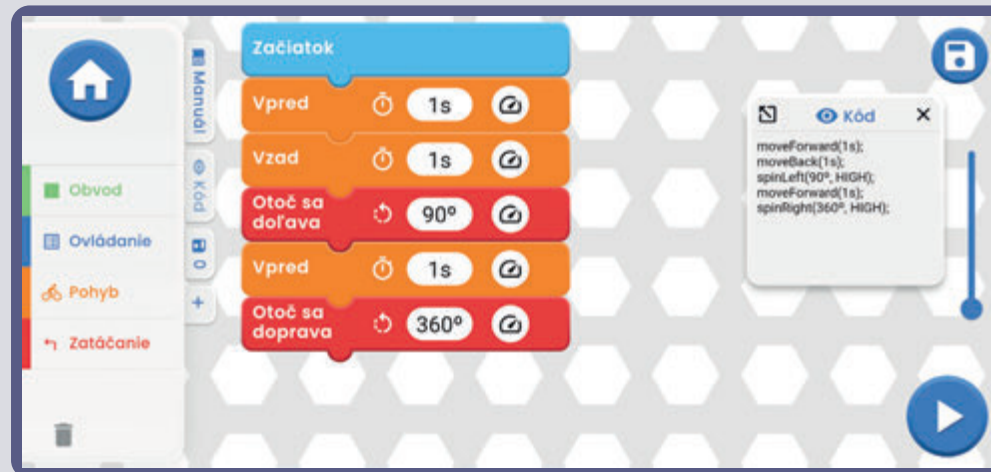 Obvod
Ovládanie
Pohyb
Zatáčanie
Manuál
Kód
0
+
Začiatok
Vpred 1s
Vzad 1s
Otoč sa
doľava 90º
Vpred 1s
Otoč sa
doprava 360º
Kód
moveForward(1s);
moveBack(1s);
spinLeft(90º, HIGH);
moveForward(1s);
spinRight(360º, HIGH);